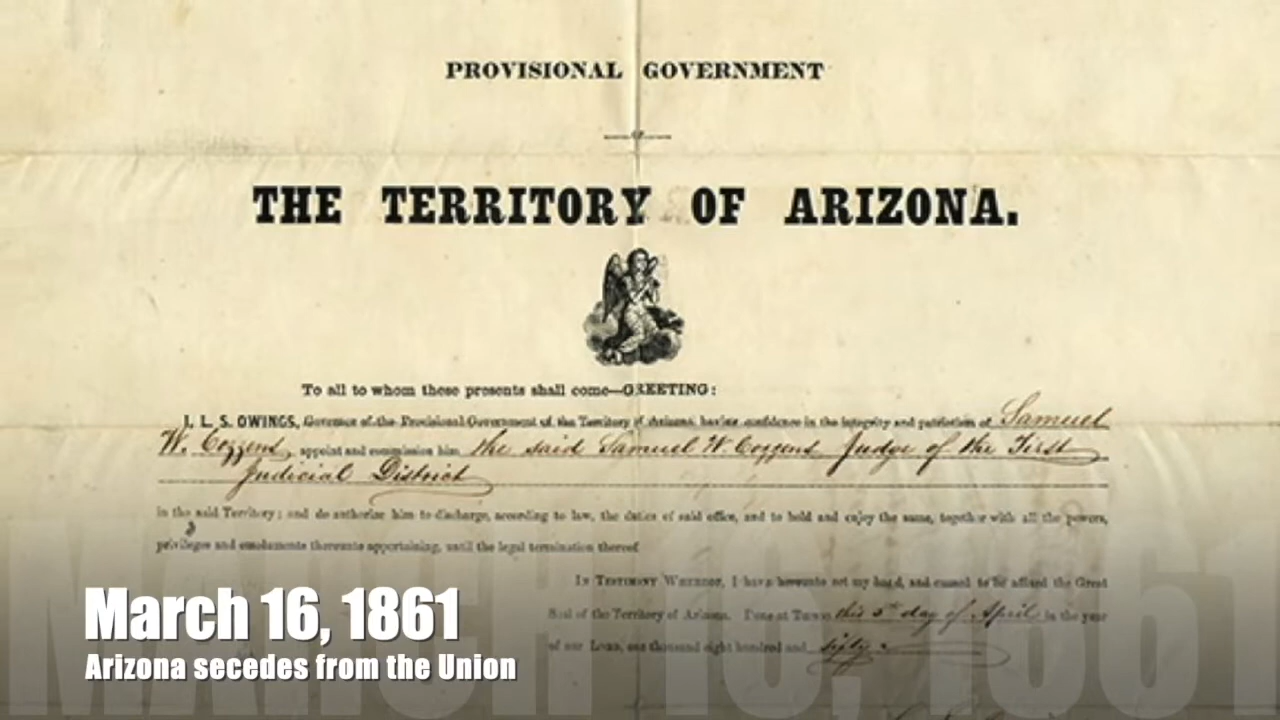 PROVISIONAL GOVERNMENT
THE TERRITORY OF ARIZONA.
To all to whom these presents shall come—GREETING:
I, L. S. OWINGS, Governor of the Provisional Government of the Territory of Arizona, having confidence in the integrity and patriotism of Samuel
W. Cozzens, appoint and commission him, the said Samuel W. Cozzens Judge of the First
Judicial District
in the said Territory; and do authorize him to discharge, according to law, the duties of said office, and to hold and enjoy the same, together with all the powers,
privileges and emoluments thereunto appertaining, until the legal termination thereof
IN TESTIMONY WHEREOF, I have hereunto set my hand, and caused to be affixed the Great
Seal of the Territory of Arizona. Done at Tucson this 5th day of April in the year
of our LORD, one thousand eight hundred and sixty.
MARCH 16, 1861
March 16, 1861
Arizona secedes from the Union